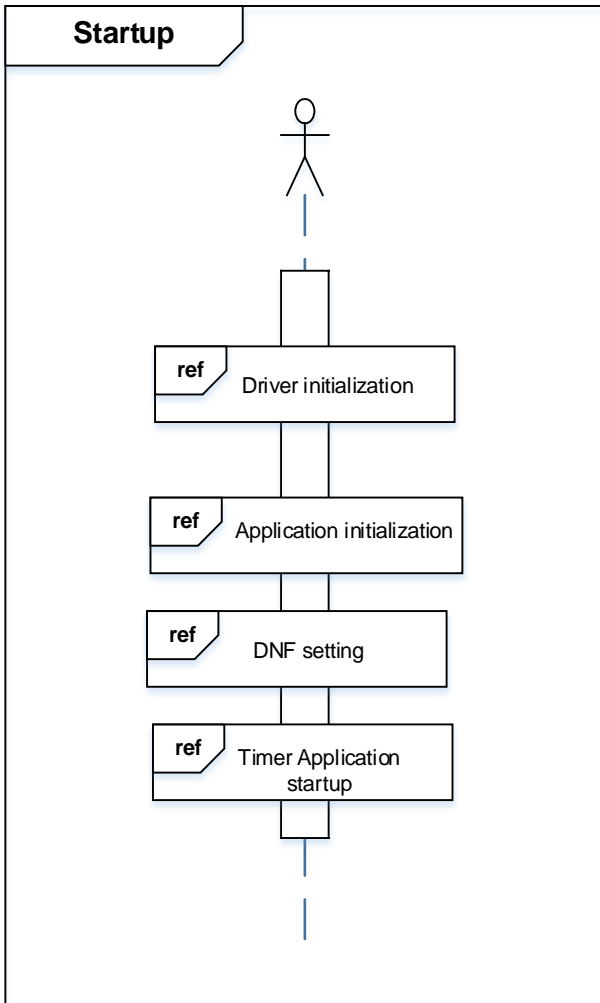 Startup
ref
Driver initialization
ref
Application initialization
ref
DNF setting
ref
Timer Application
startup